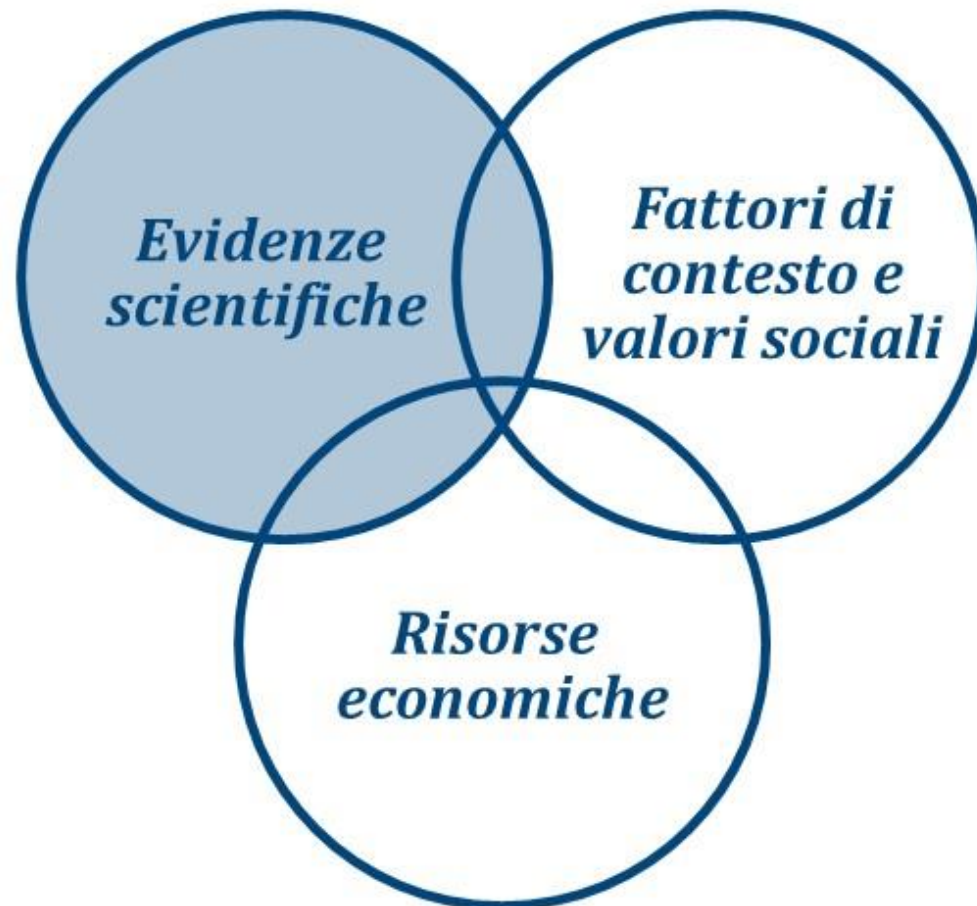 Evidenze
scientifiche
Fattori di
contesto e
valori sociali
Risorse
economiche